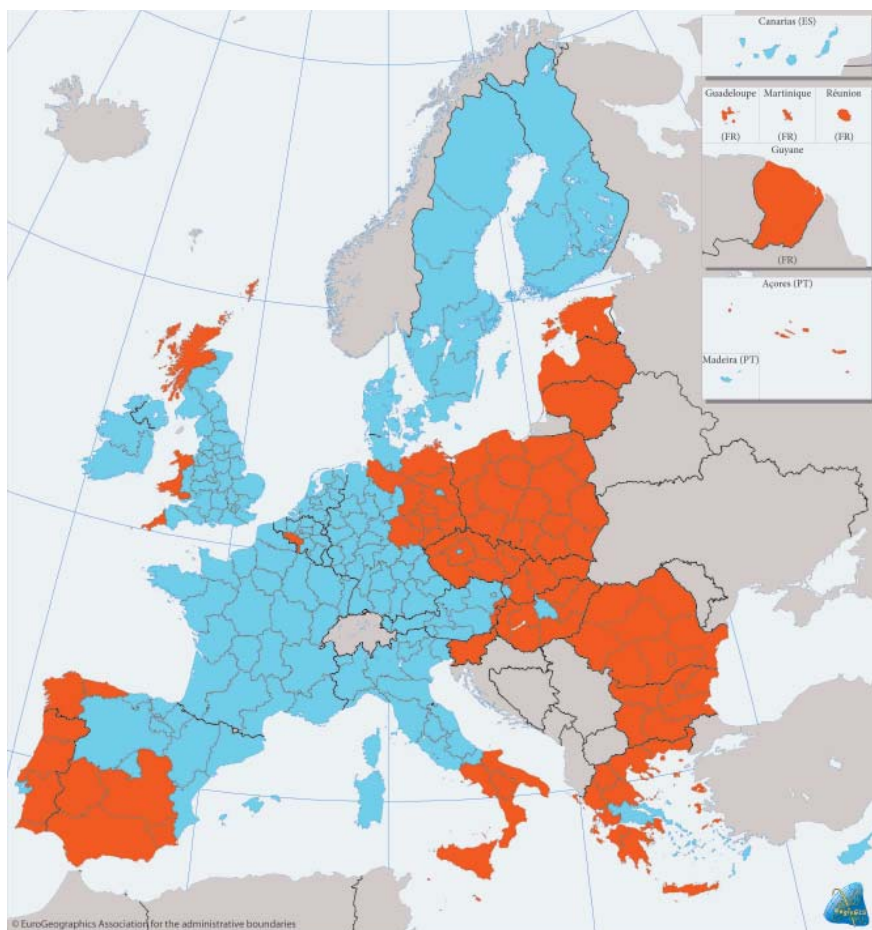 Canarias (ES)
Guadeloupe
Martinique
Réunion
(FR)
(FR)
(FR)
Guyane
(FR)
Açores (PT)
Madeira (PT)
© EuroGeographics Association for the administrative boundaries